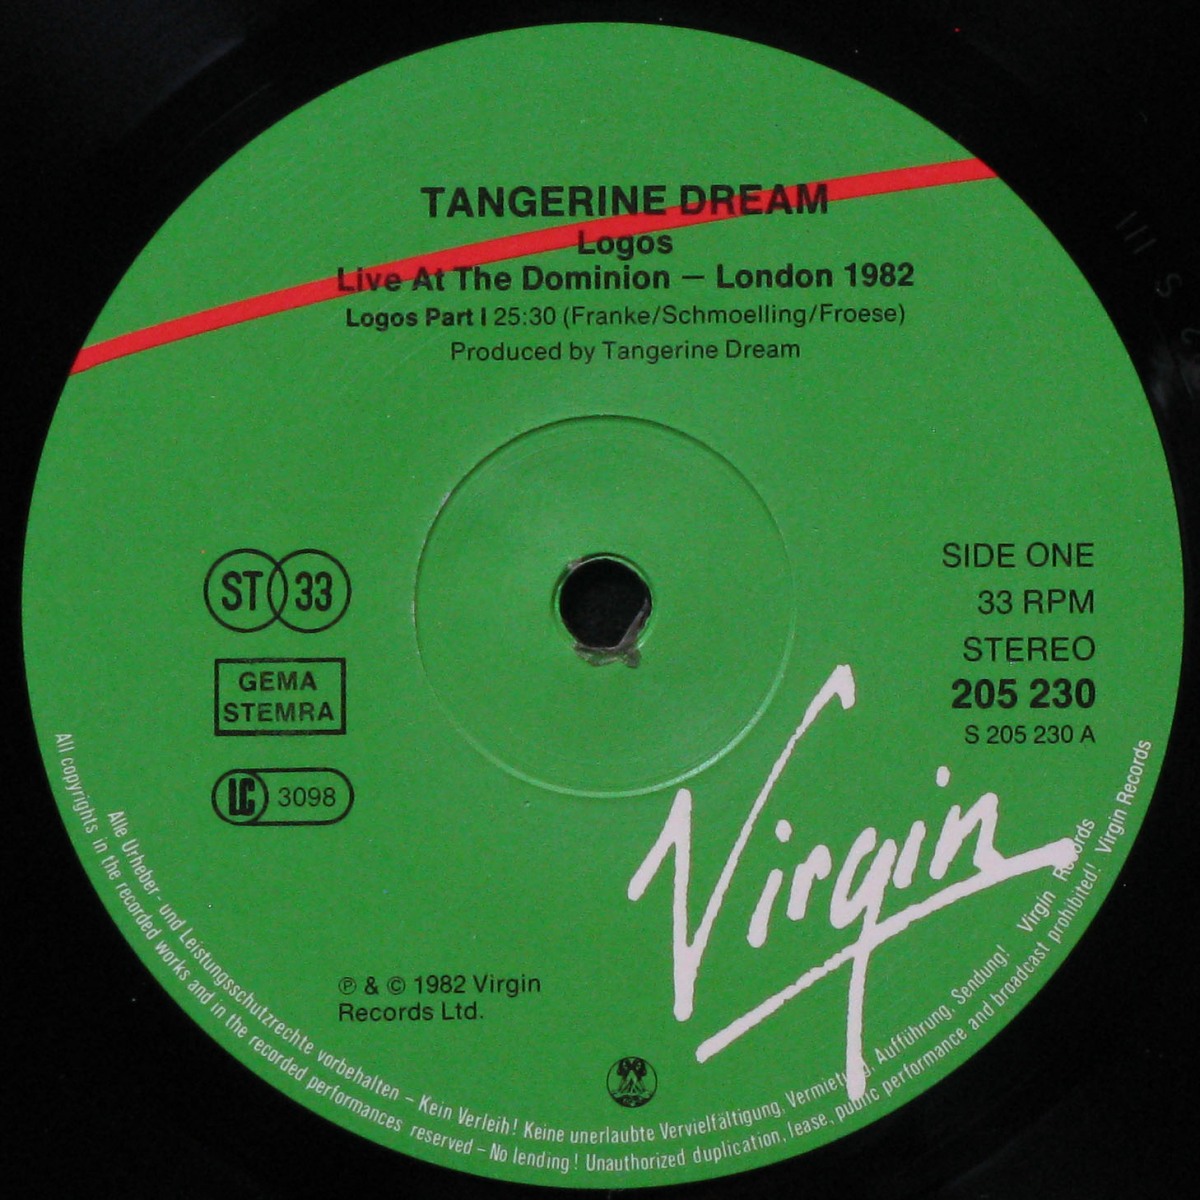 TANGERINE DREAM
Logos
Live At The Dominion – London 1982
Logos Part I 25:30 (Franke/Schmoelling/Froese)
Produced by Tangerine Dream
ST 33
GEMA
STEMRA
LC 3098
SIDE ONE
33 RPM
STEREO
205 230
S 205 230 A
Virgin
℗ & © 1982 Virgin
Records Ltd.
Alle Urheber- und Leistungsschutzrechte vorbehalten – Kein Verleih! Keine unerlaubte Vervielfältigung, Vermietung, Aufführung, Sendung! Virgin Records
All copyrights in the recorded works and in the recorded performances reserved – No lending! Unauthorized duplication, lease, public performance and broadcast prohibited! Virgin Records